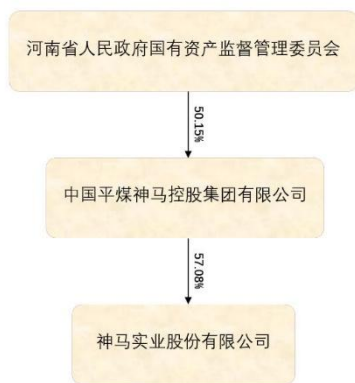 河南省人民政府国有资产监督管理委员会
50.15%
中国平煤神马控股集团有限公司
57.08%
神马实业股份有限公司